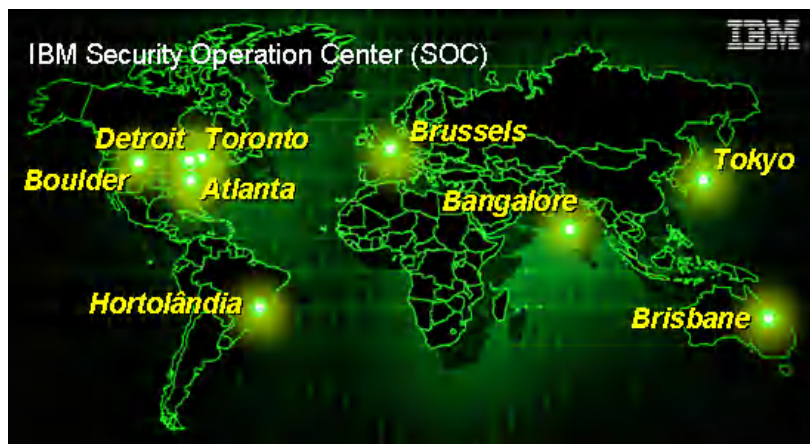 IBM Security Operation Center (SOC)
IBM
Detroit
Toronto
Brussels
Boulder
Atlanta
Tokyo
Bangalore
Hortolândia
Brisbane